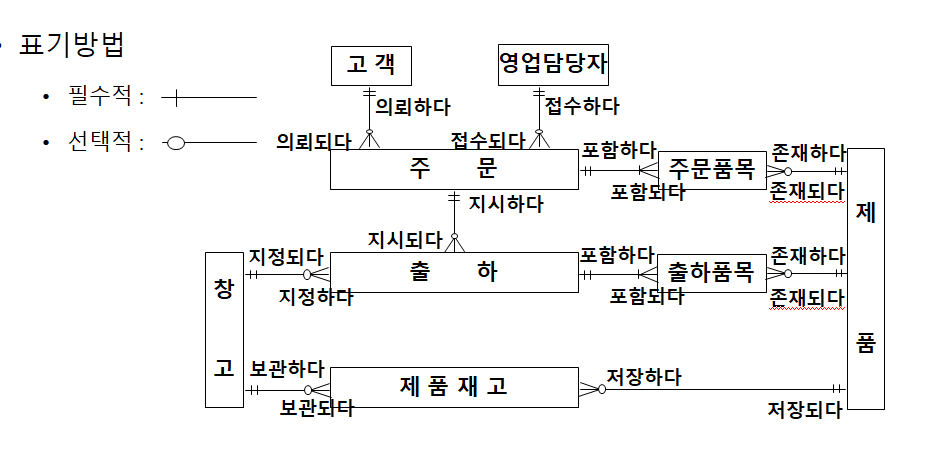 • 표기방법
• 필수적 :
• 선택적 :
고 객
영업담당자
의뢰하다
접수하다
의뢰되다
접수되다
주 문
포함하다
포함되다
주문품목
존재하다
존재되다
제 품
지시하다
지시되다
창 고
지정되다
지정하다
출 하
포함하다
포함되다
출하품목
존재하다
존재되다
보관하다
보관되다
제 품 재 고
저장하다
저장되다